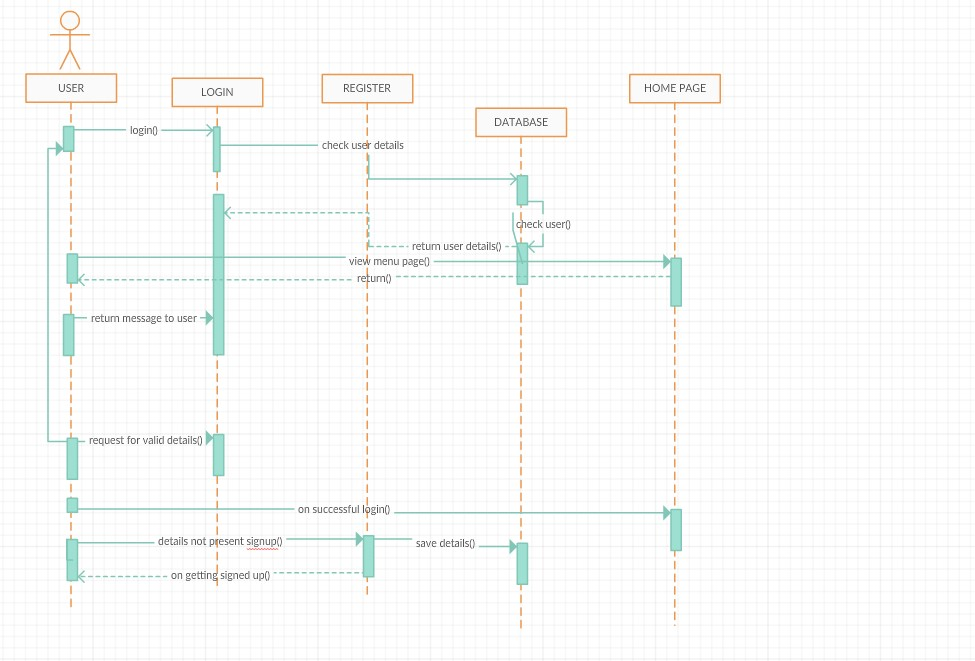 USER
LOGIN
REGISTER
DATABASE
HOME PAGE
login()
check user details
check user()
return user details()
view menu page()
return()
return message to user
request for valid details()
on successful login()
details not present signup()
save details()
on getting signed up()